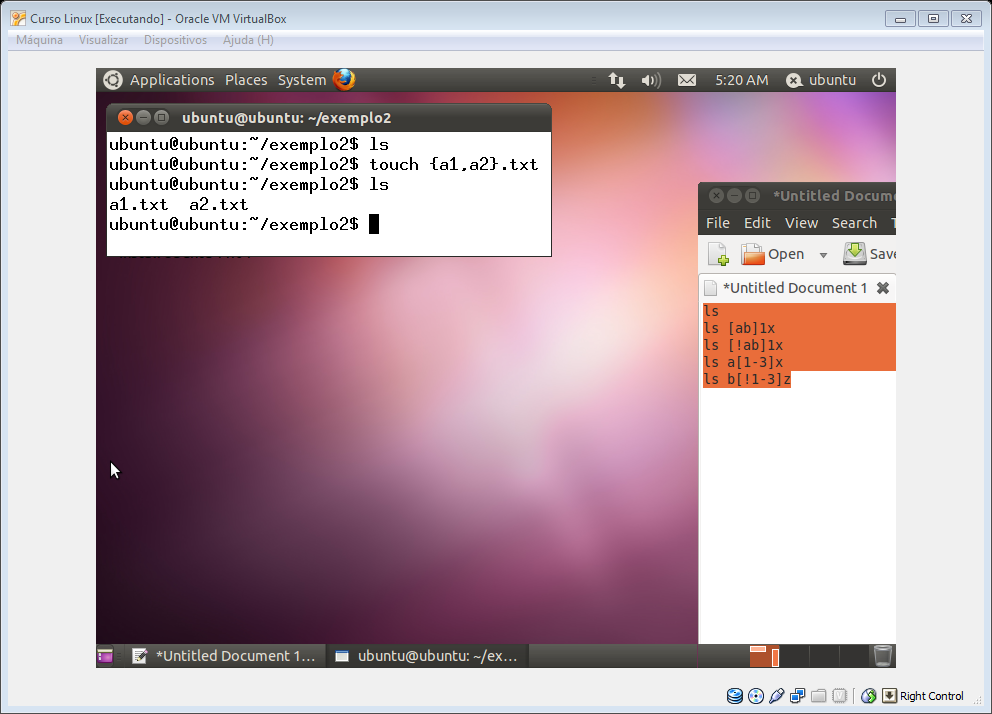 Curso Linux [Executando] - Oracle VM VirtualBox
Máquina Visualizar Dispositivos Ajuda (H)
Applications Places System 5:20 AM ubuntu
ubuntu@ubuntu: ~/exemplo2
ubuntu@ubuntu:~/exemplo2$ ls
ubuntu@ubuntu:~/exemplo2$ touch {a1,a2}.txt
ubuntu@ubuntu:~/exemplo2$ ls
a1.txt a2.txt
ubuntu@ubuntu:~/exemplo2$
*Untitled Docume
File Edit View Search T
Open Save
*Untitled Document 1
ls
ls [ab]1x
ls [!ab]1x
ls a[1-3]x
ls b[!1-3]z
*Untitled Document 1... ubuntu@ubuntu: ~/ex...
Right Control